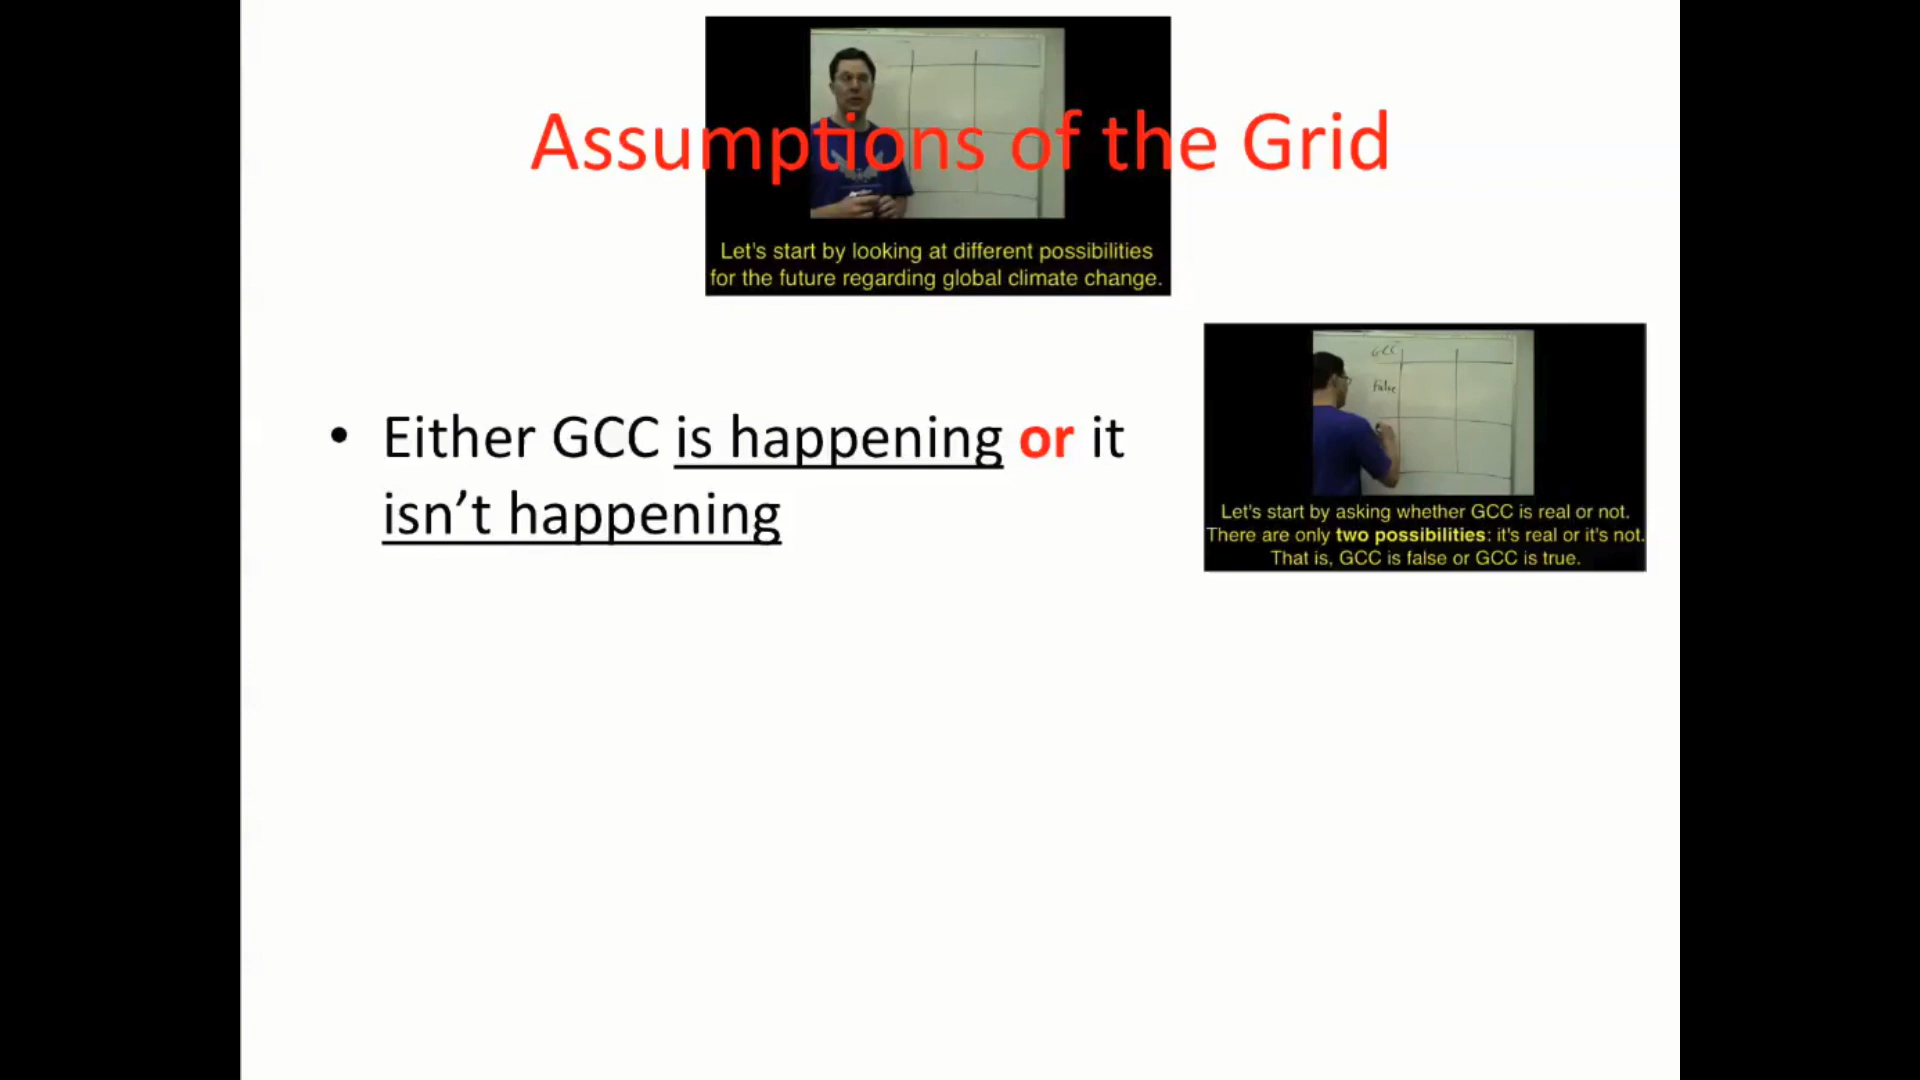 Assumptions of the Grid
Let's start by looking at different possibilities
for the future regarding global climate change.
• Either GCC is happening or it
isn't happening
GCC
false
Let's start by asking whether GCC is real or not.
There are only two possibilities: it's real or it's not.
That is, GCC is false or GCC is true.